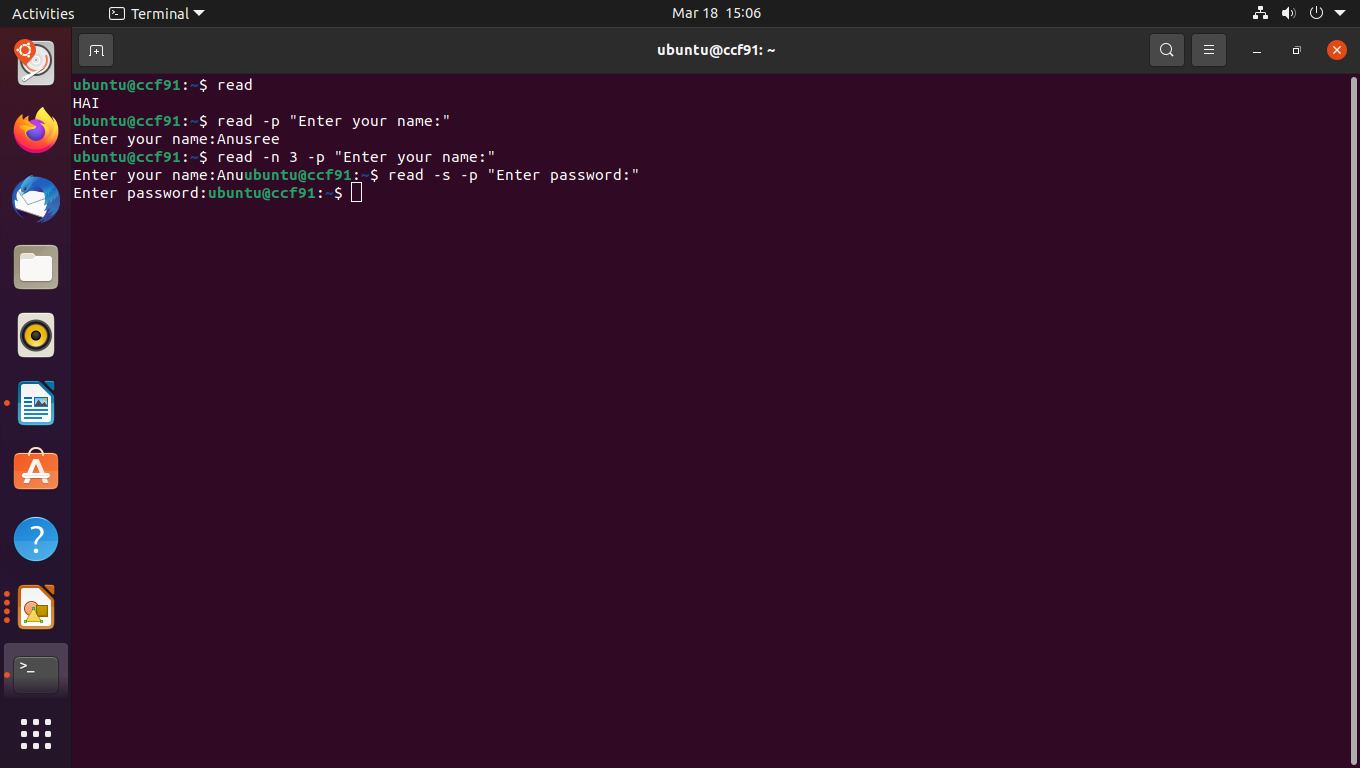 Activities Terminal Mar 18 15:06
ubuntu@ccf91: ~
ubuntu@ccf91:~$ read
HAI
ubuntu@ccf91:~$ read -p "Enter your name:"
Enter your name:Anusree
ubuntu@ccf91:~$ read -n 3 -p "Enter your name:"
Enter your name:Anuubuntu@ccf91:~$ read -s -p "Enter password:"
Enter password:ubuntu@ccf91:~$